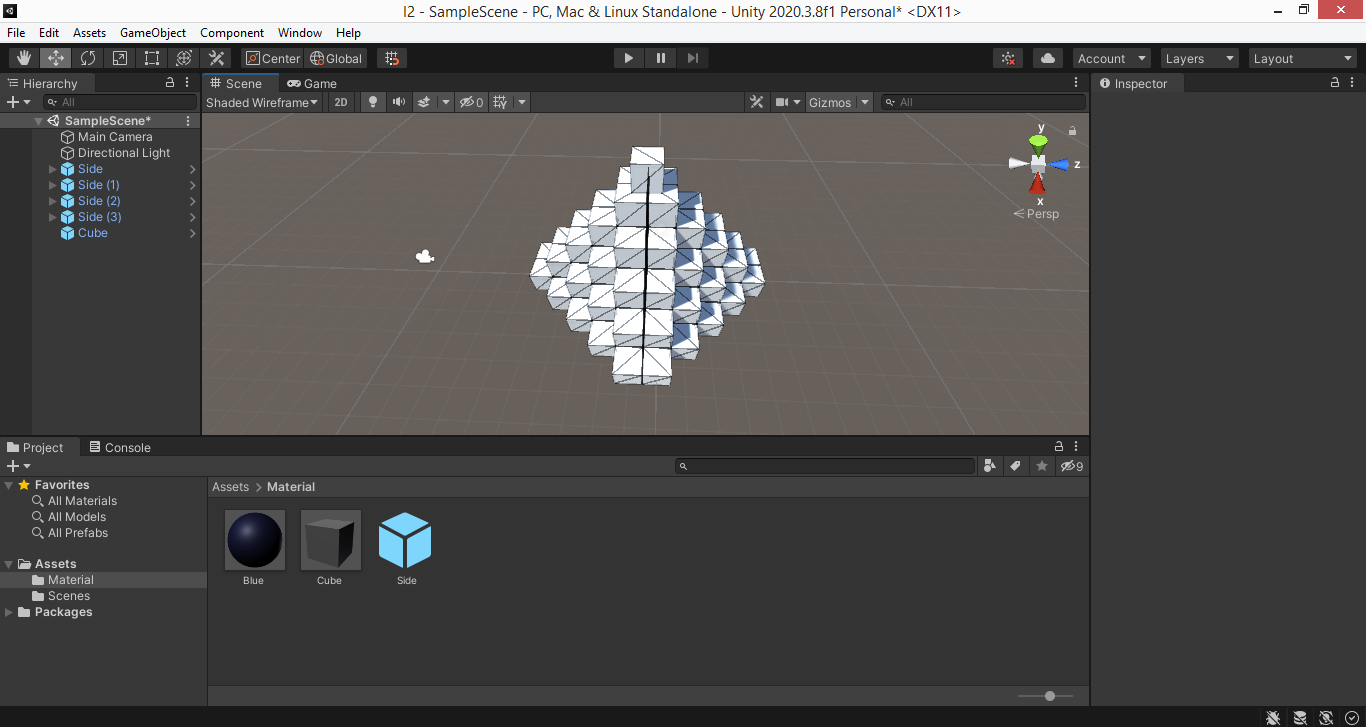 I2 - SampleScene - PC, Mac & Linux Standalone - Unity 2020.3.8f1 Personal* <DX11>
File Edit Assets GameObject Component Window Help
Center Global Account Layers Layout
Hierarchy
All
SampleScene*
Main Camera
Directional Light
Side
Side (1)
Side (2)
Side (3)
Cube
Scene Game
Shaded Wireframe 2D 0 Gizmos All
y
z
x
Persp
Inspector
Project Console
9
Favorites
All Materials
All Models
All Prefabs
Assets
Material
Scenes
Packages
Assets > Material
Blue Cube Side